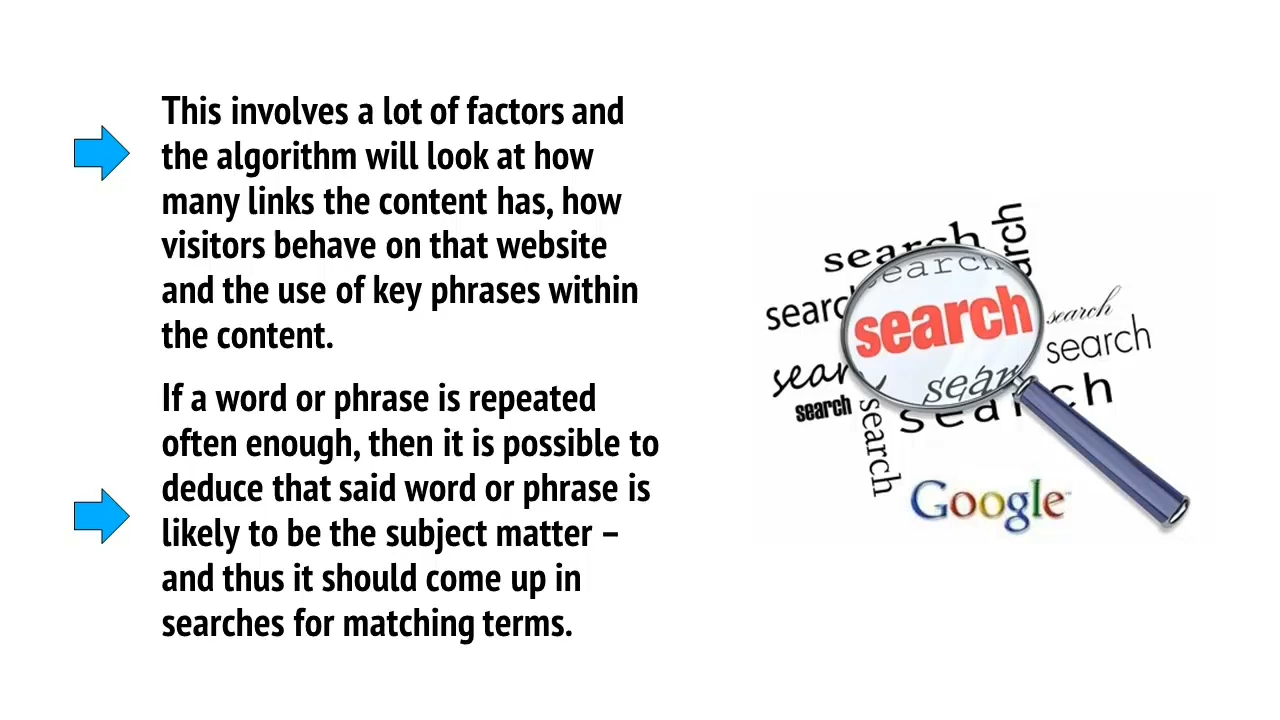 This involves a lot of factors and
the algorithm will look at how
many links the content has, how
visitors behave on that website
and the use of key phrases within
the content.
If a word or phrase is repeated
often enough, then it is possible to
deduce that said word or phrase is
likely to be the subject matter –
and thus it should come up in
searches for matching terms.
search
search
search
search
search
search
search
search
Google